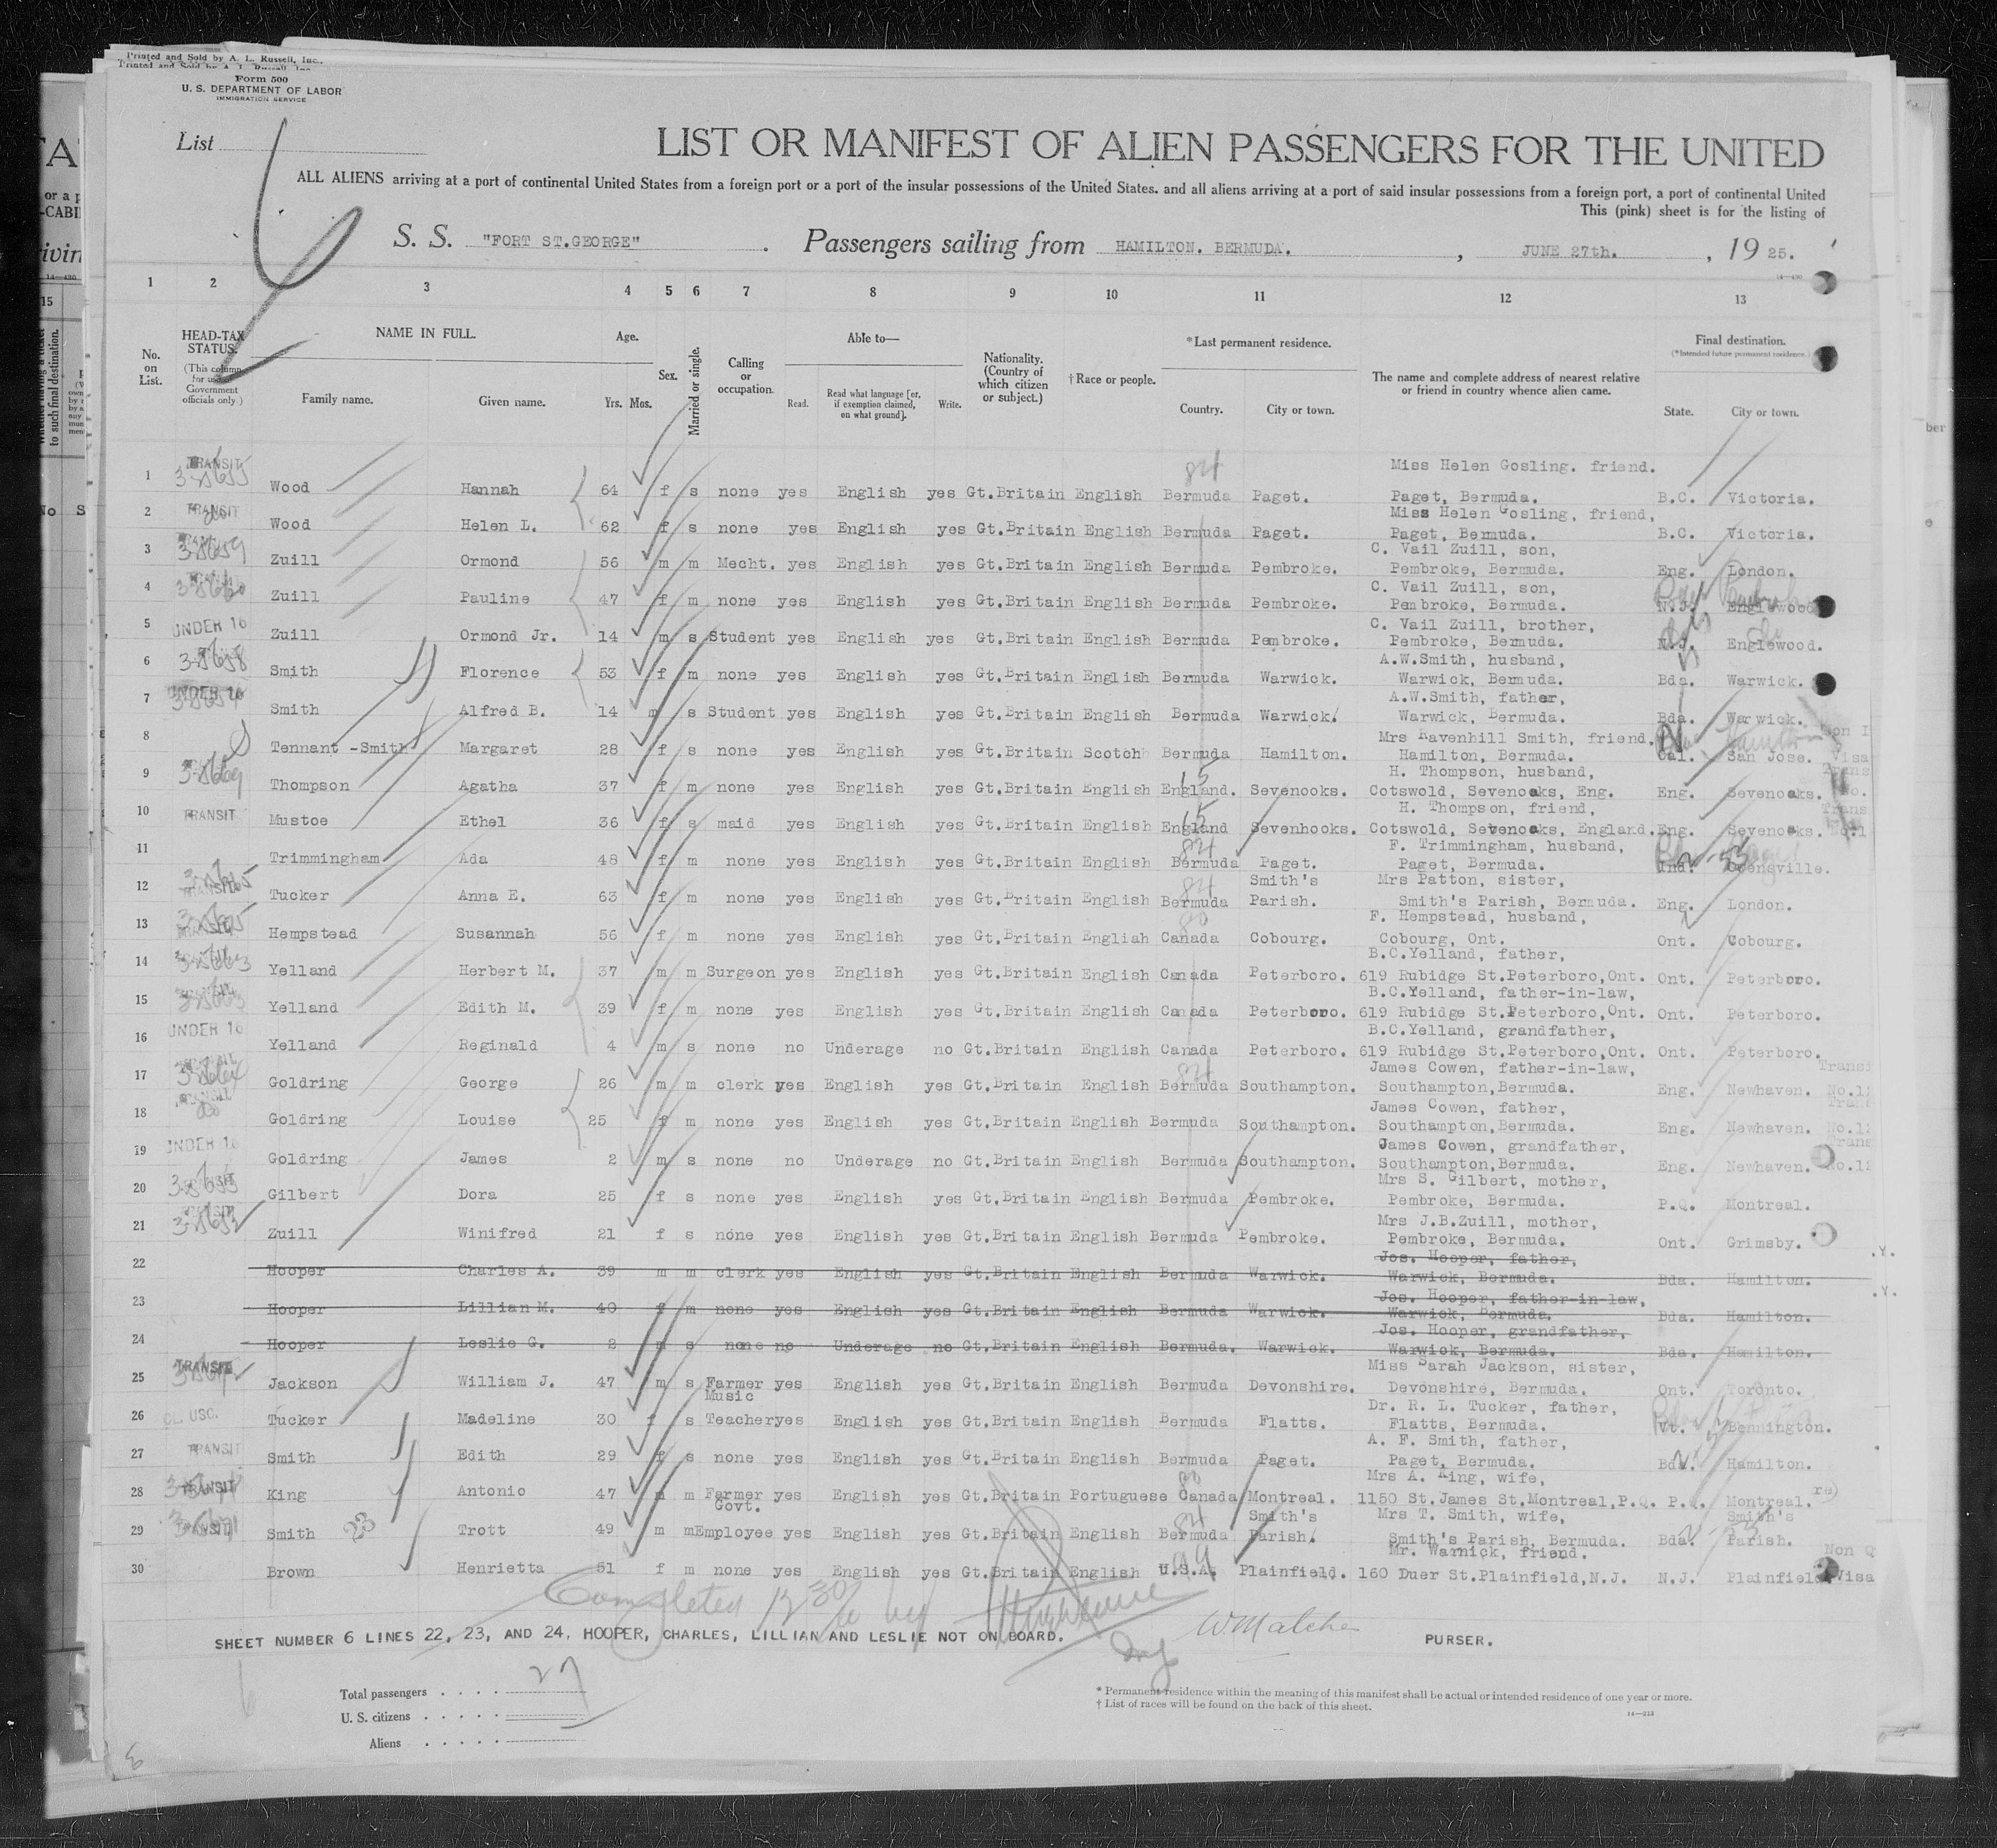 Printed and Sold by A. L. Russell, Inc.,
Form 500
U. S. DEPARTMENT OF LABOR
IMMIGRATION SERVICE
List
6
LIST OR MANIFEST OF ALIEN PASSENGERS FOR THE UNITED
ALL ALIENS arriving at a port of continental United States from a foreign port or a port of the insular possessions of the United States. and all aliens arriving at a port of said insular possessions from a foreign port, a port of continental United
This (pink) sheet is for the listing of
S. S. "FORT ST.GEORGE" . Passengers sailing from HAMILTON. BERMUDA. , JUNE 27th. , 19 25.
1 2 3 4 5 6 7 8 9 10 11 12 13
No. on List.
HEAD-TAX STATUS.
(This column for use Government officials only.)
NAME IN FULL.
Family name. Given name.
Age.
Yrs. Mos.
Sex.
Married or single.
Calling or occupation.
Able to—
Read. Read what language [or, if exemption claimed, on what ground]. Write.
Nationality. (Country of which citizen or subject.)
†Race or people.
*Last permanent residence.
Country. City or town.
The name and complete address of nearest relative or friend in country whence alien came.
Final destination.
(*Intended future permanent residence.)
State. City or town.
1 TRANSIT Wood Hannah 64 f s none yes English yes Gt.Britain English Bermuda Paget. Miss Helen Gosling. friend. Paget, Bermuda. B.C. Victoria.
2 TRANSIT Wood Helen L. 62 f s none yes English yes Gt.Britain English Bermuda Paget. Miss Helen Gosling, friend, Paget, Bermuda. B.C. Victoria.
3 Zuill Ormond 56 m m Mecht. yes English yes Gt.Britain English Bermuda Pembroke. C. Vail Zuill, son, Pembroke, Bermuda. Eng. London.
4 Zuill Pauline 47 f m none yes English yes Gt.Britain English Bermuda Pembroke. C. Vail Zuill, son, Pembroke, Bermuda. N.J. Englewood
5 UNDER 16 Zuill Ormond Jr. 14 m s Student yes English yes Gt.Britain English Bermuda Pembroke. C. Vail Zuill, brother, Pembroke, Bermuda. N.J. Englewood.
6 Smith Florence 53 f m none yes English yes Gt.Britain English Bermuda Warwick. A.W.Smith, husband, Warwick, Bermuda. Bda. Warwick.
7 UNDER 16 Smith Alfred B. 14 m s Student yes English yes Gt.Britain English Bermuda Warwick. A.W.Smith, father, Warwick, Bermuda. Bda. Warwick.
8 Tennant -Smith Margaret 28 f s none yes English yes Gt.Britain Scotch Bermuda Hamilton. Mrs Ravenhill Smith, friend, Hamilton, Bermuda. Cal. San Jose.
9 Thompson Agatha 37 f m none yes English yes Gt.Britain English England. Sevenooks. H. Thompson, husband, Cotswold, Sevenoaks, Eng. Eng. Sevenoaks.
10 TRANSIT Mustoe Ethel 36 f s maid yes English yes Gt.Britain English England Sevenhooks. H. Thompson, friend, Cotswold, Sevenoaks, England. Eng. Sevenoaks.
11 Trimmingham Ada 48 f m none yes English yes Gt.Britain English Bermuda Paget. F. Trimmingham, husband, Paget, Bermuda. Ind.
12 TRANSIT Tucker Anna E. 63 f m none yes English yes Gt.Britain English Bermuda Smith's Parish. Mrs Patton, sister, Smith's Parish, Bermuda. Eng. London.
13 Hempstead Susannah 56 f m none yes English yes Gt.Britain Engliah Canada Cobourg. F. Hempstead, husband, Cobourg, Ont. Ont. Cobourg.
14 Yelland Herbert M. 37 m m Surgeon yes English yes Gt.Britain English Canada Peterboro. B.C.Yelland, father, 619 Rubidge St.Peterboro,Ont. Ont. Peterboro.
15 Yelland Edith M. 39 f m none yes English yes Gt.Britain English Canada Peterboro. B.C.Yelland, father-in-law, 619 Rubidge St.Peterboro,Ont. Ont. Peterboro.
16 UNDER 16 Yelland Reginald 4 m s none no Underage no Gt.Britain English Canada Peterboro. B.C.Yelland, grandfather, 619 Rubidge St.Peterboro,Ont. Ont. Peterboro.
17 Goldring George 26 m m clerk yes English yes Gt.Britain English Bermuda Southampton. James Cowen, father-in-law, Southampton,Bermuda. Eng. Newhaven.
18 Goldring Louise 25 f m none yes English yes Gt.Britain English Bermuda Southampton. James Cowen, father, Southampton,Bermuda. Eng. Newhaven.
19 UNDER 16 Goldring James 2 m s none no Underage no Gt.Britain English Bermuda Southampton. James Cowen, grandfather, Southampton,Bermuda. Eng. Newhaven.
20 Gilbert Dora 25 f s none yes English yes Gt.Britain English Bermuda Pembroke. Mrs S. Gilbert, mother, Pembroke, Bermuda. P.Q. Montreal.
21 Zuill Winifred 21 f s none yes English yes Gt.Britain English Bermuda Pembroke. Mrs J.B.Zuill, mother, Pembroke, Bermuda. Ont. Grimsby.
22 Hooper Charles A. 39 m m clerk yes English yes Gt.Britain English Bermuda Warwick. Jos. Hooper, father, Warwick, Bermuda. Bda. Hamilton.
23 Hooper Lillian M. 40 f m none yes English yes Gt.Britain English Bermuda Warwick. Jos. Hooper, father-in-law, Warwick, Bermuda. Bda. Hamilton.
24 Hooper Leslie G. 2 m s none no Underage no Gt.Britain English Bermuda. Warwick. Jos. Hooper, grandfather, Warwick, Bermuda. Bda. Hamilton.
25 TRANSIT Jackson William J. 47 m s Farmer yes English yes Gt.Britain English Bermuda Devonshire. Miss Sarah Jackson, sister, Devonshire, Bermuda. Ont. Toronto.
26 CL. USC. Tucker Madeline 30 f s Music Teacher yes English yes Gt.Britain English Bermuda Flatts. Dr. R. L. Tucker, father, Flatts, Bermuda. Vt. Bennington.
27 TRANSIT Smith Edith 29 f s none yes English yes Gt.Britain English Bermuda Paget. A. F. Smith, father, Paget, Bermuda. Bda. Hamilton.
28 TRANSIT King Antonio 47 m m Farmer yes English yes Gt.Britain Portuguese Canada Montreal. Mrs A. King, wife, 1150 St.James St.Montreal,P.Q. P.Q. Montreal.
29 TRANSIT Smith Trott 49 m m Govt. Employee yes English yes Gt.Britain English Bermuda Smith's Parish. Mrs T. Smith, wife, Smith's Parish, Bermuda. Bda. Smith's Parish.
30 Brown Henrietta 51 f m none yes English yes Gt.Britain English U.S.A. Plainfield. Mr. Warnick, friend. 160 Duer St.Plainfield,N.J. N.J. Plainfield Visa
Completed 12 30
SHEET NUMBER 6 LINES 22, 23, AND 24, HOOPER, CHARLES, LILLIAN AND LESLIE NOT ON BOARD.
PURSER.
Total passengers . . . . 27
U. S. citizens . . . . .
Aliens . . . . .
* Permanent residence within the meaning of this manifest shall be actual or intended residence of one year or more.
† List of races will be found on the back of this sheet.
14—213